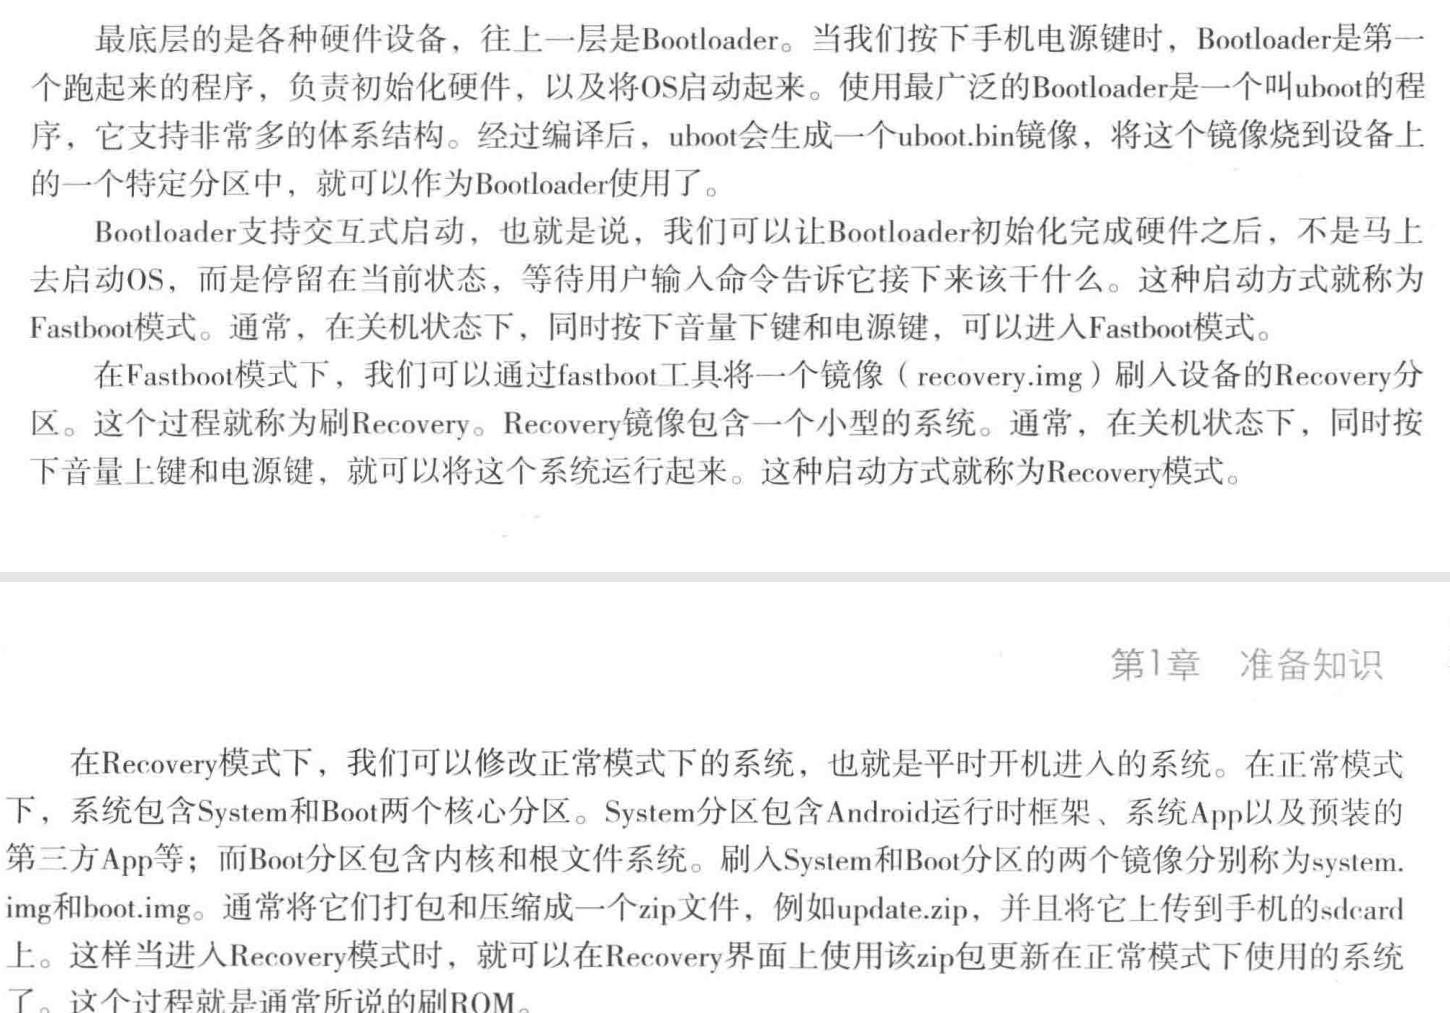 最底层的是各种硬件设备，往上一层是Bootloader。当我们按下手机电源键时，Bootloader是第一
个跑起来的程序，负责初始化硬件，以及将OS启动起来。使用最广泛的Bootloader是一个叫uboot的程
序，它支持非常多的体系结构。经过编译后，uboot会生成一个uboot.bin镜像，将这个镜像烧到设备上
的一个特定分区中，就可以作为Bootloader使用了。
Bootloader支持交互式启动，也就是说，我们可以让Bootloader初始化完成硬件之后，不是马上
去启动OS，而是停留在当前状态，等待用户输入命令告诉它接下来该干什么。这种启动方式就称为
Fastboot模式。通常，在关机状态下，同时按下音量下键和电源键，可以进入Fastboot模式。
在Fastboot模式下，我们可以通过fastboot工具将一个镜像（recovery.img）刷入设备的Recovery分
区。这个过程就称为刷Recovery。Recovery镜像包含一个小型的系统。通常，在关机状态下，同时按
下音量上键和电源键，就可以将这个系统运行起来。这种启动方式就称为Recovery模式。
第1章 准备知识
在Recovery模式下，我们可以修改正常模式下的系统，也就是平时开机进入的系统。在正常模式
下，系统包含System和Boot两个核心分区。System分区包含Android运行时框架、系统App以及预装的
第三方App等；而Boot分区包含内核和根文件系统。刷入System和Boot分区的两个镜像分别称为system.
img和boot.img。通常将它们打包和压缩成一个zip文件，例如update.zip，并且将它上传到手机的sdcard
上。这样当进入Recovery模式时，就可以在Recovery界面上使用该zip包更新在正常模式下使用的系统
了。这个过程就是通常所说的刷ROM。